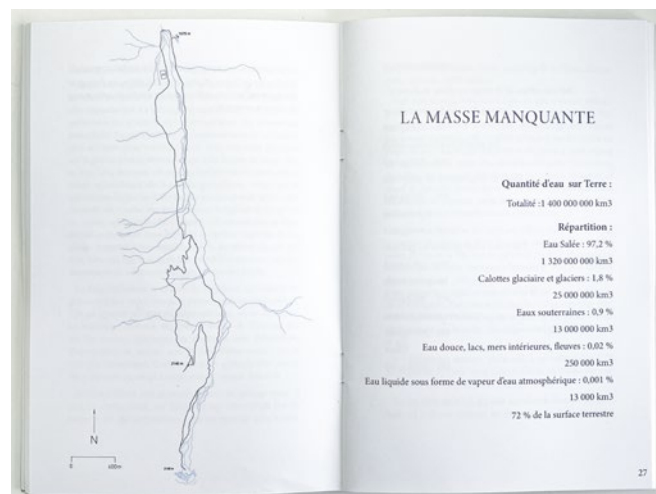 N
0
600m
LA MASSE MANQUANTE
Quantité d'eau sur Terre :
Totalité :1 400 000 000 km3
Répartition :
Eau Salée : 97,2 %
1 320 000 000 km3
Calottes glaciaire et glaciers : 1,8 %
25 000 000 km3
Eaux souterraines : 0,9 %
13 000 000 km3
Eau douce, lacs, mers intérieures, fleuves : 0,02 %
250 000 km3
Eau liquide sous forme de vapeur d'eau atmosphérique : 0,001 %
13 000 km3
72 % de la surface terrestre
27